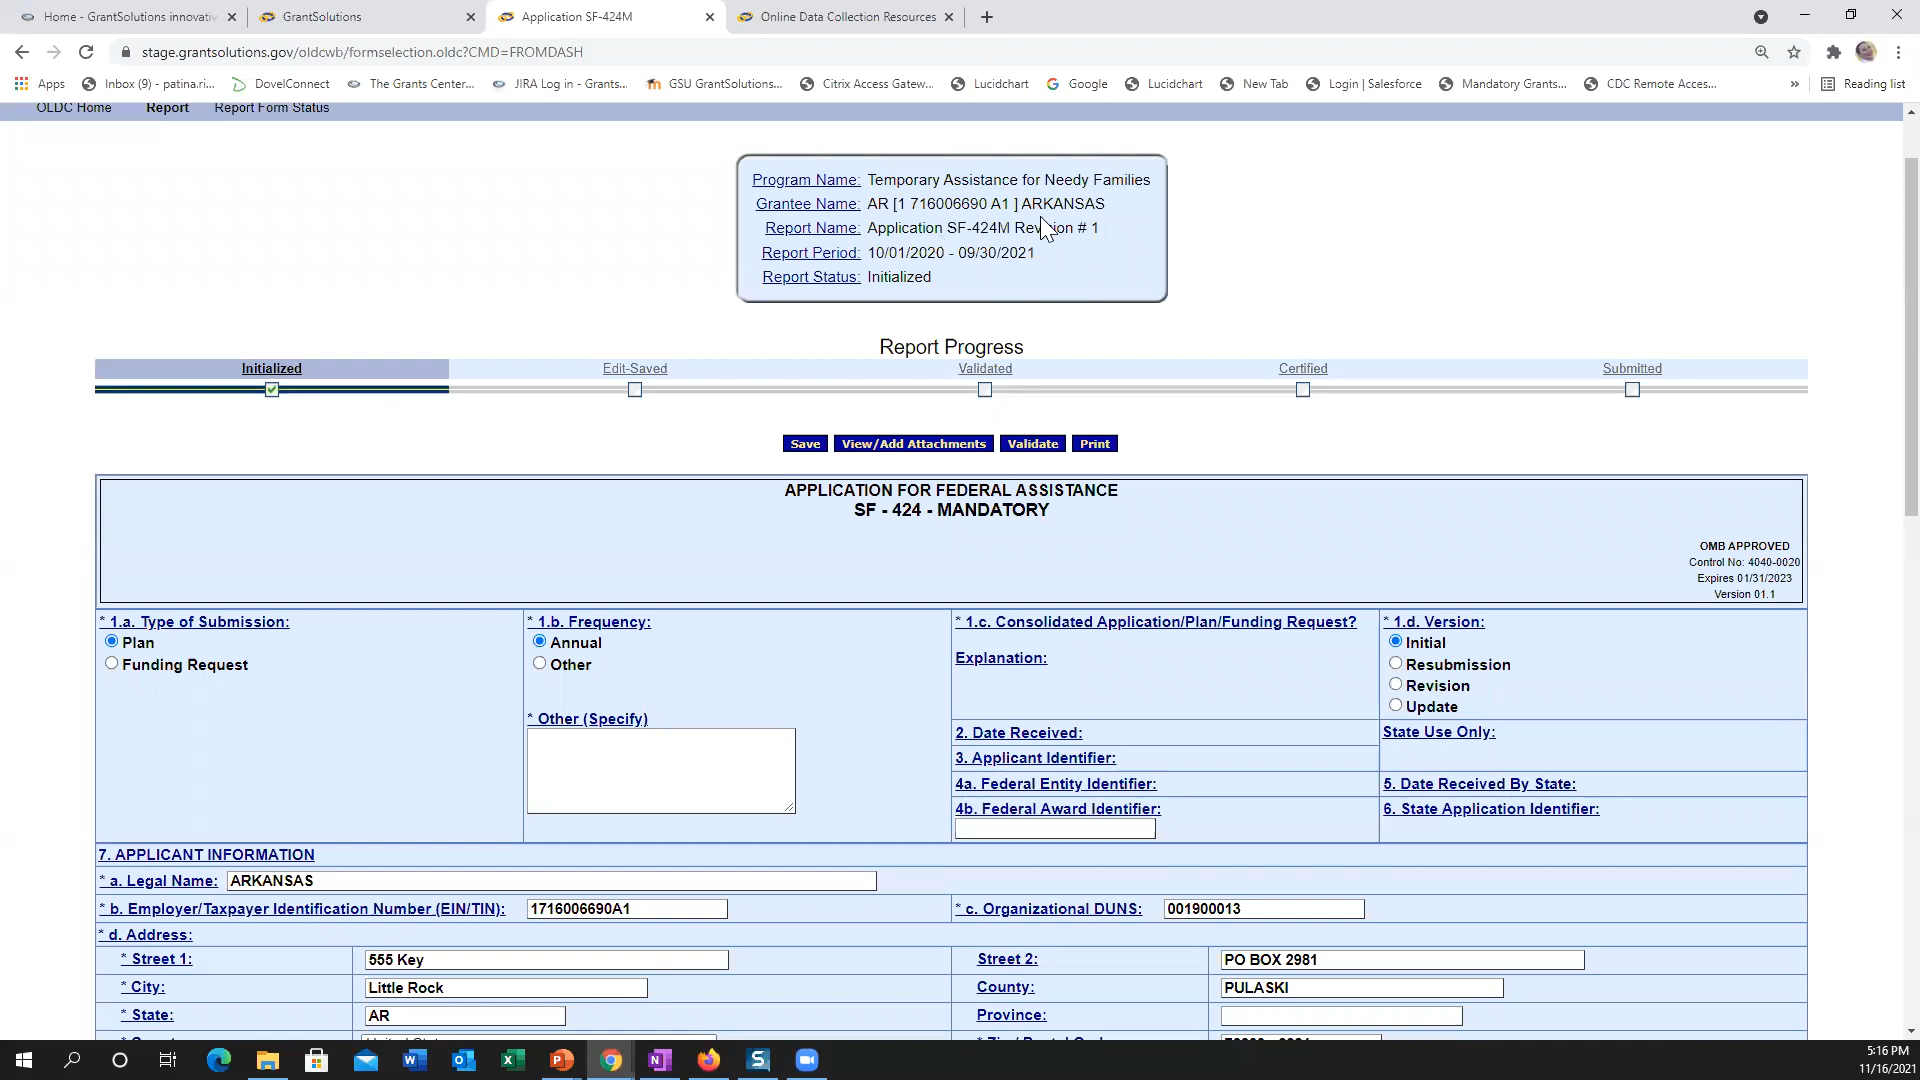 Home - GrantSolutions innovativ
GrantSolutions
Application SF-424M
Online Data Collection Resources
stage.grantsolutions.gov/oldcwb/formselection.oldc?CMD=FROMDASH
Apps
Inbox (9) - patina.ri...
DovelConnect
The Grants Center...
JIRA Log in - Grants...
GSU GrantSolutions...
Citrix Access Gatew...
Lucidchart
Google
Lucidchart
New Tab
Login | Salesforce
Mandatory Grants...
CDC Remote Acces...
»
Reading list
OLDC Home Report Report Form Status
Program Name: Temporary Assistance for Needy Families
Grantee Name: AR [1 716006690 A1 ] ARKANSAS
Report Name: Application SF-424M Revision # 1
Report Period: 10/01/2020 - 09/30/2021
Report Status: Initialized
Report Progress
Initialized Edit-Saved Validated Certified Submitted
Save View/Add Attachments Validate Print
APPLICATION FOR FEDERAL ASSISTANCE
SF - 424 - MANDATORY
OMB APPROVED
Control No: 4040-0020
Expires 01/31/2023
Version 01.1
* 1.a. Type of Submission:
Plan
Funding Request
* 1.b. Frequency:
Annual
Other
* Other (Specify)
* 1.c. Consolidated Application/Plan/Funding Request?
Explanation:
2. Date Received:
3. Applicant Identifier:
4a. Federal Entity Identifier:
4b. Federal Award Identifier:
* 1.d. Version:
Initial
Resubmission
Revision
Update
State Use Only:
5. Date Received By State:
6. State Application Identifier:
7. APPLICANT INFORMATION
* a. Legal Name: ARKANSAS
* b. Employer/Taxpayer Identification Number (EIN/TIN): 1716006690A1
* c. Organizational DUNS: 001900013
* d. Address:
* Street 1: 555 Key
Street 2: PO BOX 2981
* City: Little Rock
County: PULASKI
* State: AR
Province:
5:16 PM
11/16/2021